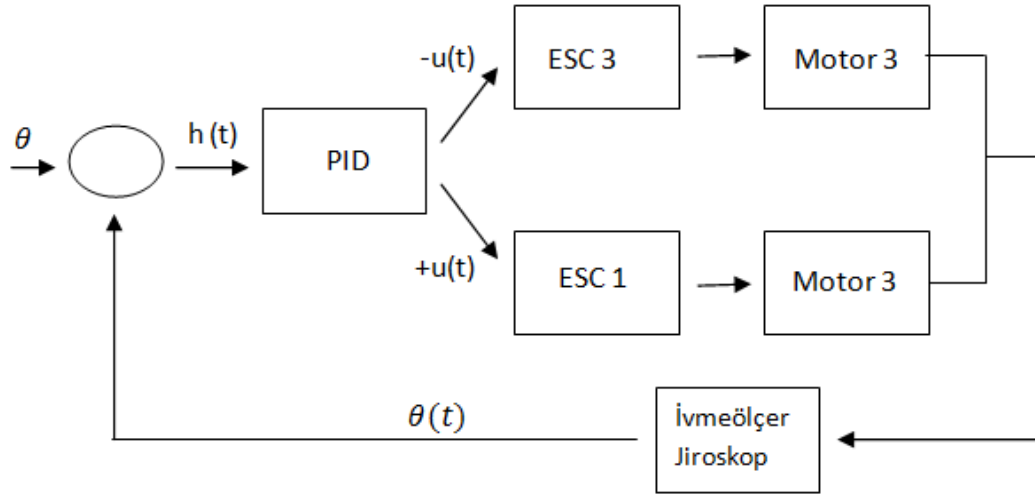 -u(t)
ESC 3
Motor 3
θ
h (t)
PID
+u(t)
ESC 1
Motor 3
θ(t)
İvmeölçer
Jiroskop